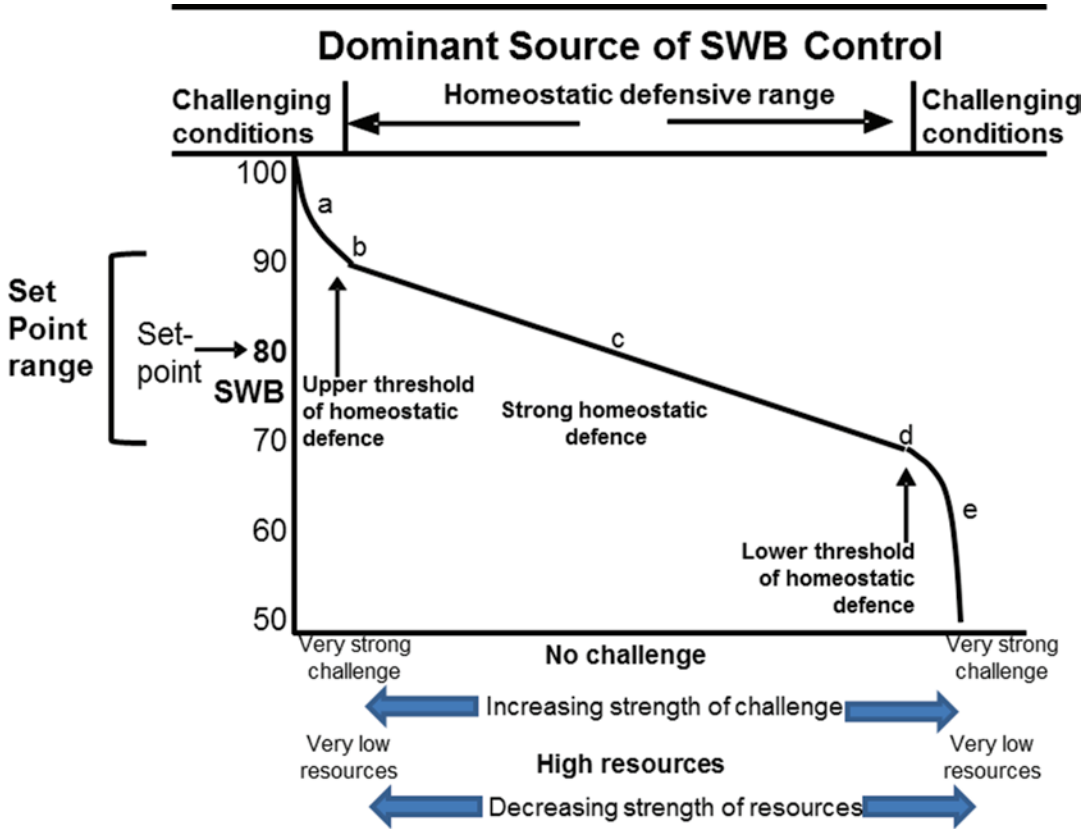 Dominant Source of SWB Control
Challenging
conditions
Homeostatic defensive range
Challenging
conditions
100
a
b
90
Set
Point
range
Set-
point
80
SWB
c
Upper threshold
of homeostatic
defence
Strong homeostatic
defence
70
d
e
60
Lower threshold
of homeostatic
defence
50
Very strong
challenge
No challenge
Very strong
challenge
Increasing strength of challenge
Very low
resources
High resources
Very low
resources
Decreasing strength of resources